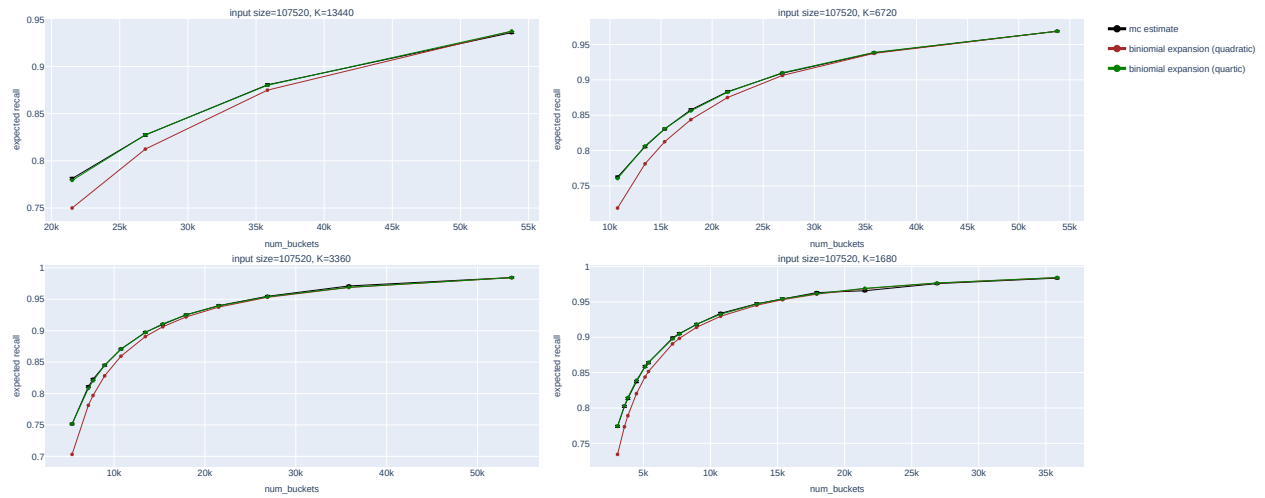 input size=107520, K=13440
expected recall
0.95
0.9
0.85
0.8
0.75
20k 25k 30k 35k 40k 45k 50k 55k
num_buckets
input size=107520, K=6720
expected recall
0.95
0.9
0.85
0.8
0.75
10k 15k 20k 25k 30k 35k 40k 45k 50k 55k
num_buckets
mc estimate
biniomial expansion (quadratic)
biniomial expansion (quartic)
input size=107520, K=3360
expected recall
1
0.95
0.9
0.85
0.8
0.75
0.7
10k 20k 30k 40k 50k
num_buckets
input size=107520, K=1680
expected recall
1
0.95
0.9
0.85
0.8
0.75
5k 10k 15k 20k 25k 30k 35k
num_buckets